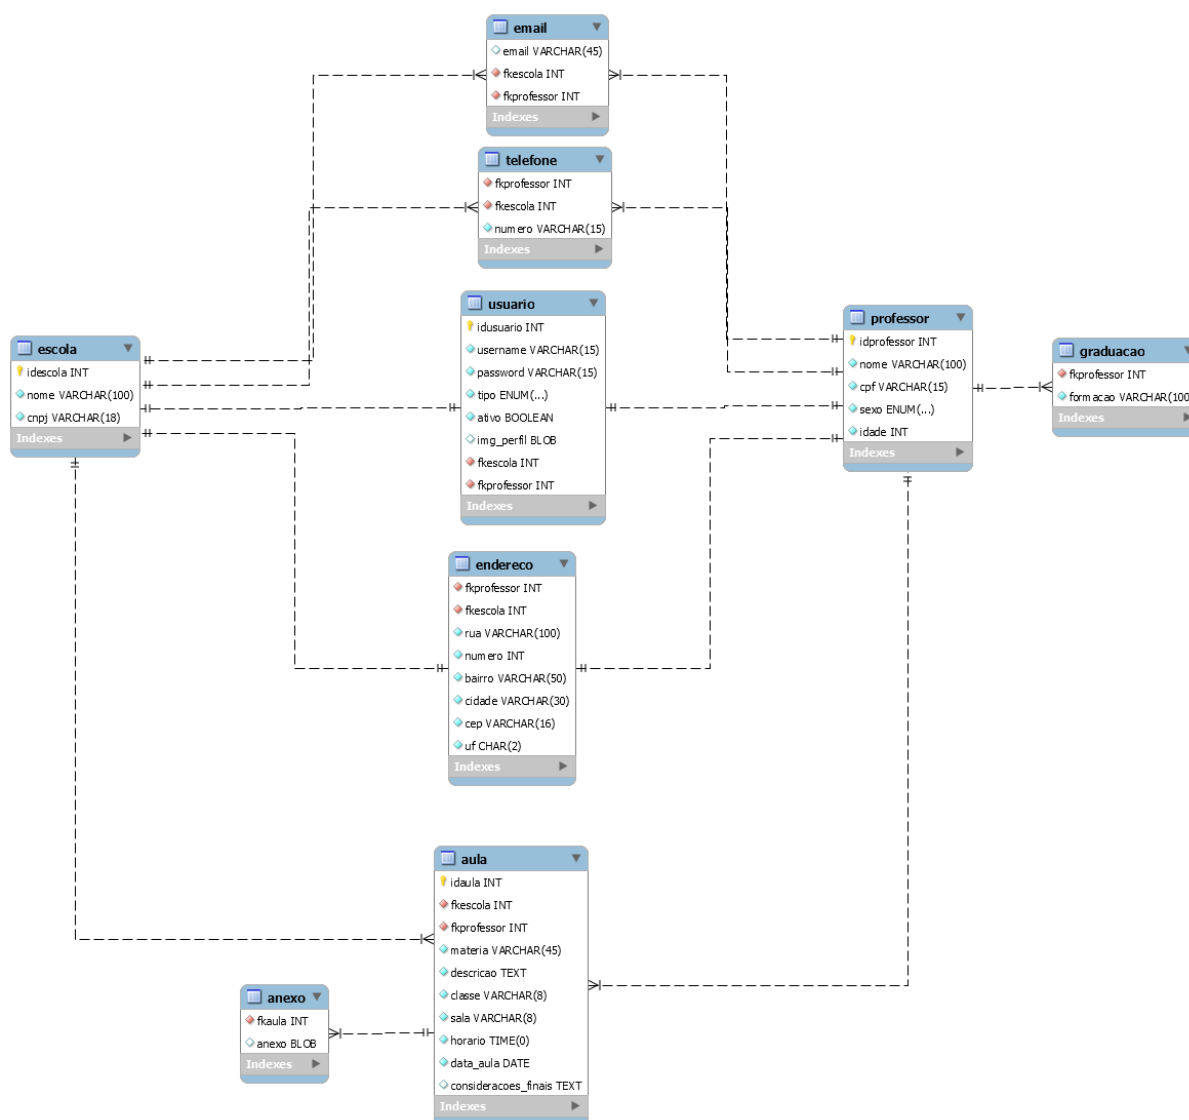 email
email VARCHAR(45)
fkescola INT
fkprofessor INT
Indexes
telefone
fkprofessor INT
fkescola INT
numero VARCHAR(15)
Indexes
usuario
idusuario INT
username VARCHAR(15)
password VARCHAR(15)
tipo ENUM(...)
ativo BOOLEAN
img_perfil BLOB
fkescola INT
fkprofessor INT
Indexes
escola
idescola INT
nome VARCHAR(100)
cnpj VARCHAR(18)
Indexes
professor
idprofessor INT
nome VARCHAR(100)
cpf VARCHAR(15)
sexo ENUM(...)
idade INT
Indexes
graduacao
fkprofessor INT
formacao VARCHAR(100
Indexes
endereco
fkprofessor INT
fkescola INT
rua VARCHAR(100)
numero INT
bairro VARCHAR(50)
cidade VARCHAR(30)
cep VARCHAR(16)
uf CHAR(2)
Indexes
aula
idaula INT
fkescola INT
fkprofessor INT
materia VARCHAR(45)
descricao TEXT
classe VARCHAR(8)
sala VARCHAR(8)
horario TIME(0)
data_aula DATE
consideracoes_finais TEXT
Indexes
anexo
fkaula INT
anexo BLOB
Indexes